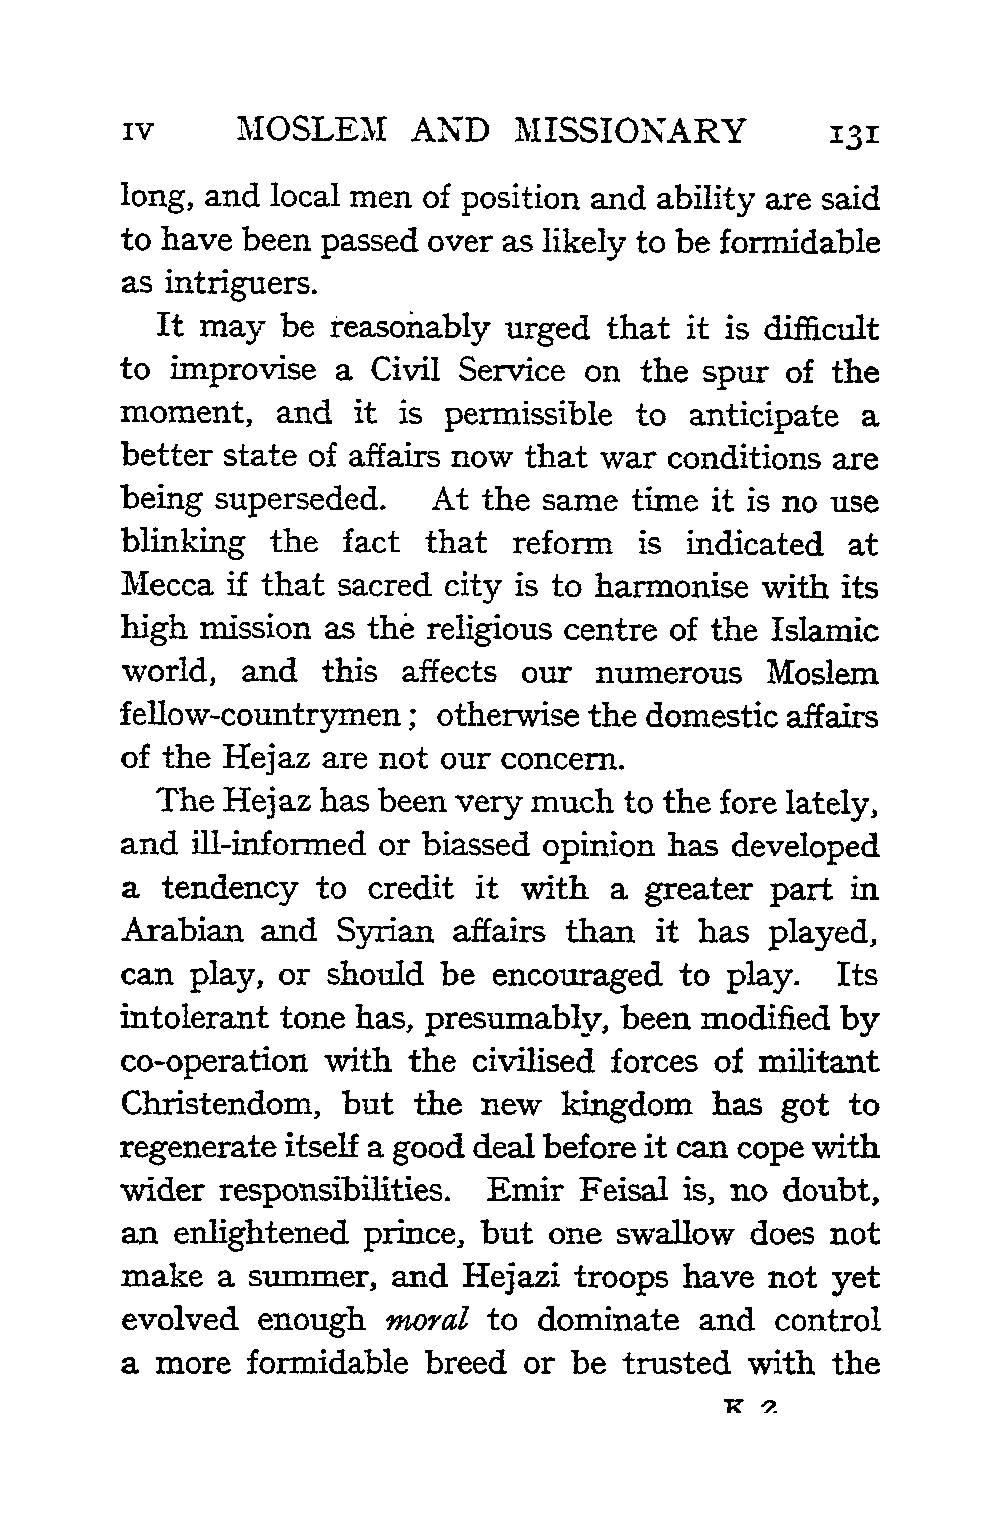 IV MOSLEM AND MISSIONARY 131
long, and local men of position and ability are said
to have been passed over as likely to be formidable
as intriguers.
It may be reasonably urged that it is difficult
to improvise a Civil Service on the spur of the
moment, and it is permissible to anticipate a
better state of affairs now that war conditions are
being superseded. At the same time it is no use
blinking the fact that reform is indicated at
Mecca if that sacred city is to harmonise with its
high mission as the religious centre of the Islamic
world, and this affects our numerous Moslem
fellow-countrymen ; otherwise the domestic affairs
of the Hejaz are not our concern.
The Hejaz has been very much to the fore lately,
and ill-informed or biassed opinion has developed
a tendency to credit it with a greater part in
Arabian and Syrian affairs than it has played,
can play, or should be encouraged to play. Its
intolerant tone has, presumably, been modified by
co-operation with the civilised forces of militant
Christendom, but the new kingdom has got to
regenerate itself a good deal before it can cope with
wider responsibilities. Emir Feisal is, no doubt,
an enlightened prince, but one swallow does not
make a summer, and Hejazi troops have not yet
evolved enough moral to dominate and control
a more formidable breed or be trusted with the
K 2